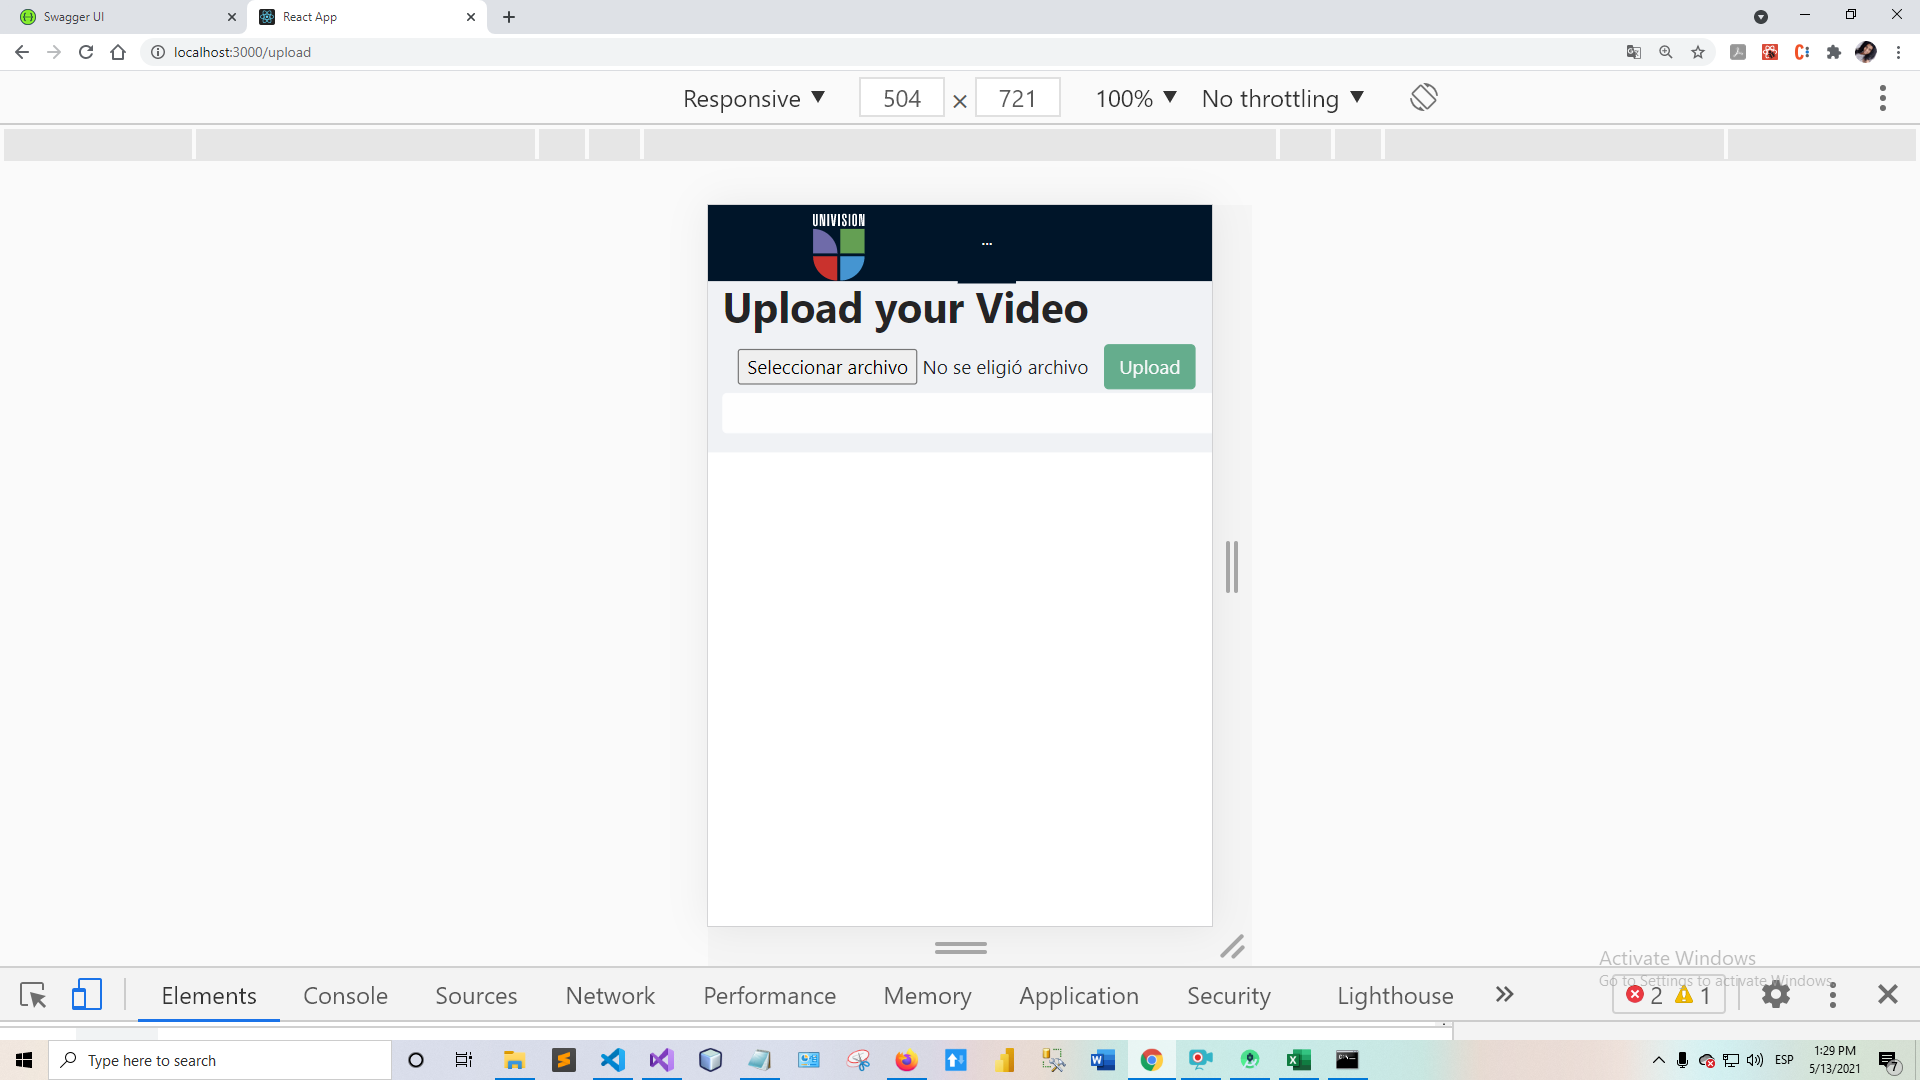 Swagger UI
React App
localhost:3000/upload
Responsive 504 × 721 100% No throttling
UNIVISION
...
Upload your Video
Seleccionar archivo No se eligió archivo Upload
Activate Windows
Go to Settings to activate Windows.
Elements Console Sources Network Performance Memory Application Security Lighthouse 2 1
Type here to search
ESP
1:29 PM
5/13/2021
7